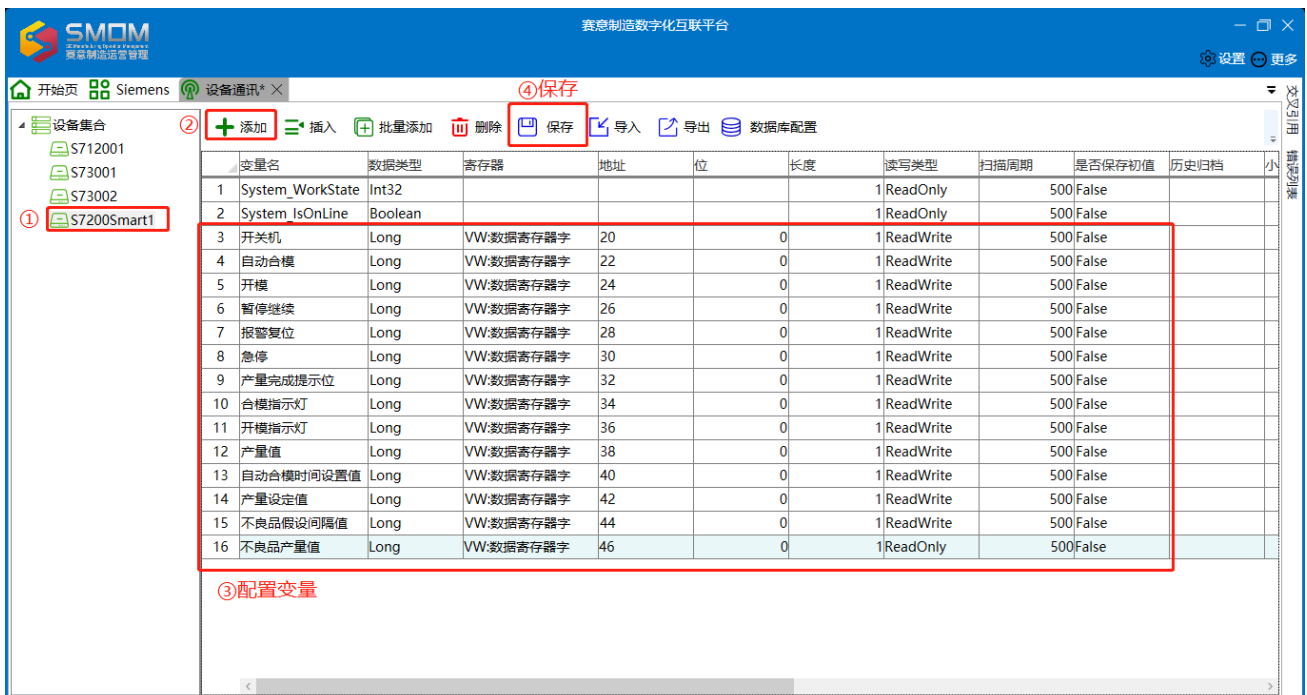 赛意制造数字化互联平台
SMOM
赛意制造运营管理
设置 更多
开始页 Siemens 设备通讯*
④保存
② 添加 插入 批量添加 删除 保存 导入 导出 数据库配置
交叉引用 错误列表
设备集合
S712001
S73001
S73002
① S7200Smart1
变量名 数据类型 寄存器 地址 位 长度 读写类型 扫描周期 是否保存初值 历史归档 小
1 System_WorkState Int32 1 ReadOnly 500 False
2 System_IsOnLine Boolean 1 ReadOnly 500 False
3 开关机 Long VW:数据寄存器字 20 0 1 ReadWrite 500 False
4 自动合模 Long VW:数据寄存器字 22 0 1 ReadWrite 500 False
5 开模 Long VW:数据寄存器字 24 0 1 ReadWrite 500 False
6 暂停继续 Long VW:数据寄存器字 26 0 1 ReadWrite 500 False
7 报警复位 Long VW:数据寄存器字 28 0 1 ReadWrite 500 False
8 急停 Long VW:数据寄存器字 30 0 1 ReadWrite 500 False
9 产量完成提示位 Long VW:数据寄存器字 32 0 1 ReadWrite 500 False
10 合模指示灯 Long VW:数据寄存器字 34 0 1 ReadWrite 500 False
11 开模指示灯 Long VW:数据寄存器字 36 0 1 ReadWrite 500 False
12 产量值 Long VW:数据寄存器字 38 0 1 ReadWrite 500 False
13 自动合模时间设置值 Long VW:数据寄存器字 40 0 1 ReadWrite 500 False
14 产量设定值 Long VW:数据寄存器字 42 0 1 ReadWrite 500 False
15 不良品假设间隔值 Long VW:数据寄存器字 44 0 1 ReadWrite 500 False
16 不良品产量值 Long VW:数据寄存器字 46 0 1 ReadOnly 500 False
③配置变量